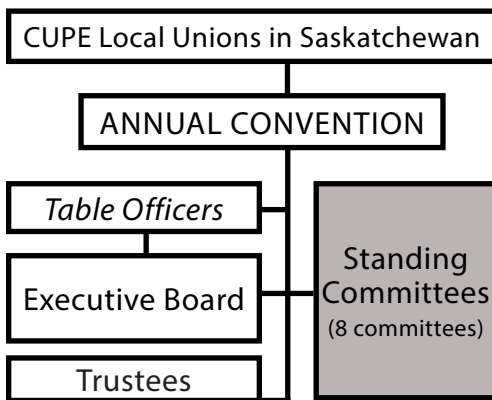 CUPE Local Unions in Saskatchewan
ANNUAL CONVENTION
Table Officers
Executive Board
Standing
Committees
(8 committees)
Trustees